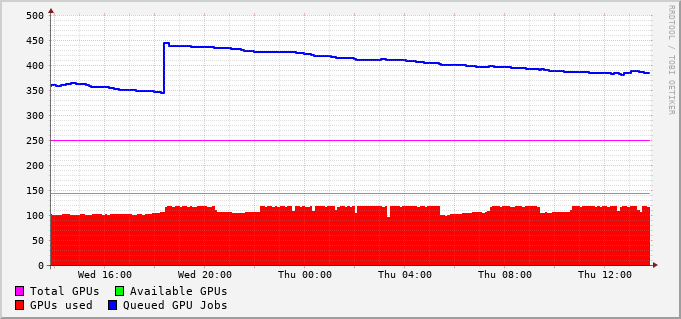 500
450
400
350
300
250
200
150
100
50
0
Wed 16:00 Wed 20:00 Thu 00:00 Thu 04:00 Thu 08:00 Thu 12:00
Total GPUs Available GPUs
GPUs used Queued GPU Jobs
RRDTOOL / TOBI OETIKER